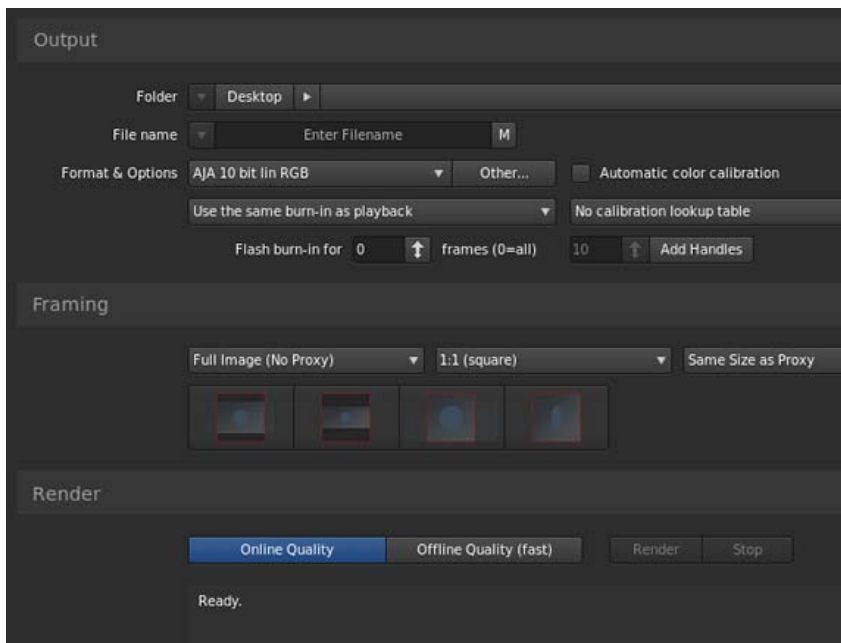 Output
Folder Desktop
File name Enter Filename M
Format & Options AJA 10 bit lin RGB Other... Automatic color calibration
Use the same burn-in as playback No calibration lookup table
Flash burn-in for 0 frames (0=all) 10 Add Handles
Framing
Full Image (No Proxy) 1:1 (square) Same Size as Proxy
Render
Online Quality Offline Quality (fast) Render Stop
Ready.